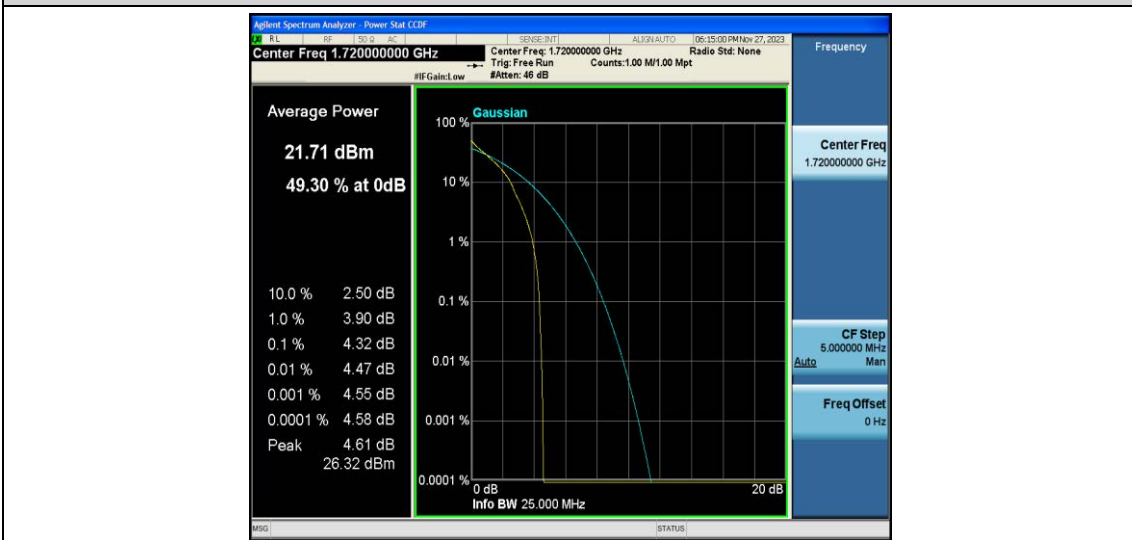 Agilent Spectrum Analyzer - Power Stat CCDF
RL RF 50 Ω AC SENSE:INT ALIGN AUTO 06:15:00 PM Nov 27, 2023
Center Freq 1.720000000 GHz
Center Freq: 1.720000000 GHz Radio Std: None
Trig: Free Run Counts:1.00 M/1.00 Mpt
#IFGain:Low #Atten: 46 dB
Frequency
Average Power
21.71 dBm
49.30 % at 0dB
10.0 % 2.50 dB
1.0 % 3.90 dB
0.1 % 4.32 dB
0.01 % 4.47 dB
0.001 % 4.55 dB
0.0001 % 4.58 dB
Peak 4.61 dB
26.32 dBm
Gaussian
100 %
10 %
1 %
0.1 %
0.01 %
0.001 %
0.0001 %
0 dB 20 dB
Info BW 25.000 MHz
Center Freq
1.720000000 GHz
CF Step
5.000000 MHz
Auto Man
Freq Offset
0 Hz
MSG STATUS